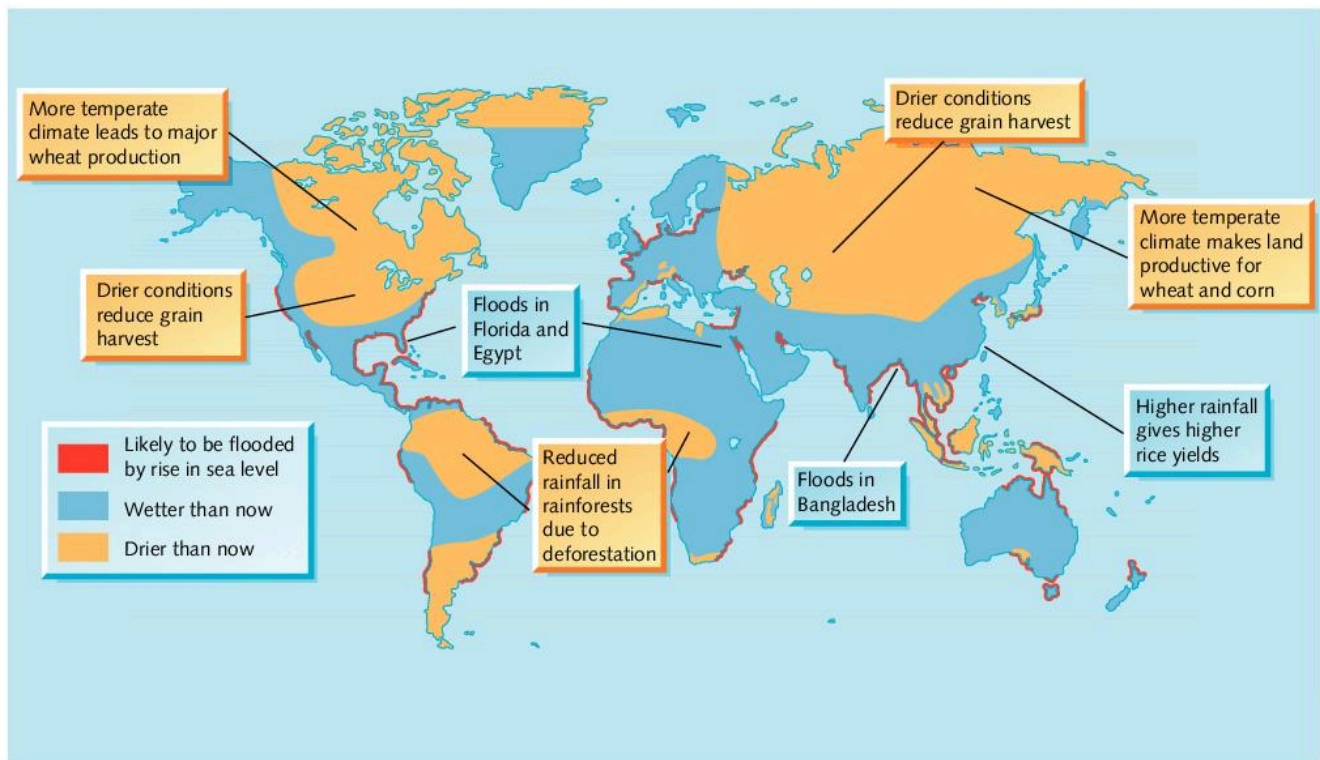 More temperate
climate leads to major
wheat production
Drier conditions
reduce grain harvest
More temperate
climate makes land
productive for
wheat and corn
Drier conditions
reduce grain
harvest
Floods in
Florida and
Egypt
Higher rainfall
gives higher
rice yields
Likely to be flooded
by rise in sea level
Wetter than now
Drier than now
Reduced
rainfall in
rainforests
due to
deforestation
Floods in
Bangladesh